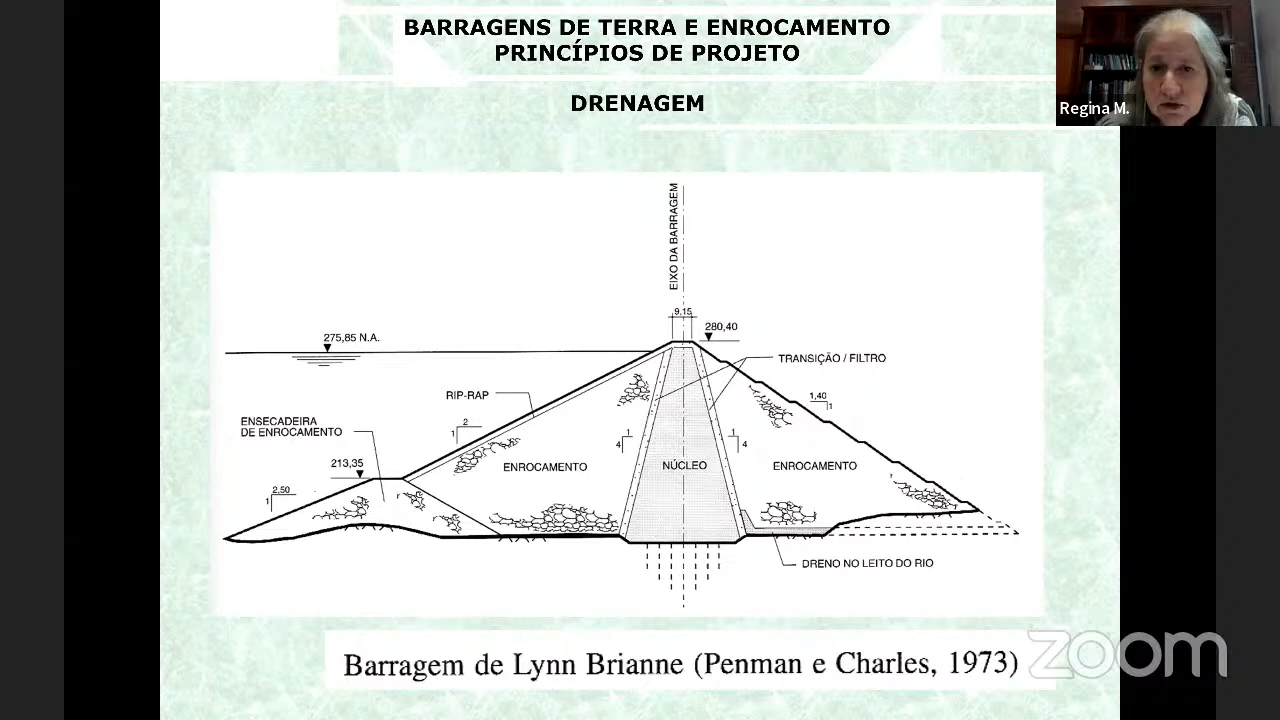 BARRAGENS DE TERRA E ENROCAMENTO
PRINCÍPIOS DE PROJETO
DRENAGEM
Regina M.
EIXO DA BARRAGEM
9,15
280,40
275,85 N.A.
TRANSIÇÃO / FILTRO
RIP-RAP
1,40
1
ENSECADEIRA
DE ENROCAMENTO
2
1
1
4
1
4
213,35
ENROCAMENTO
NÚCLEO
ENROCAMENTO
2,50
1
DRENO NO LEITO DO RIO
Barragem de Lynn Brianne (Penman e Charles, 1973)
zoom